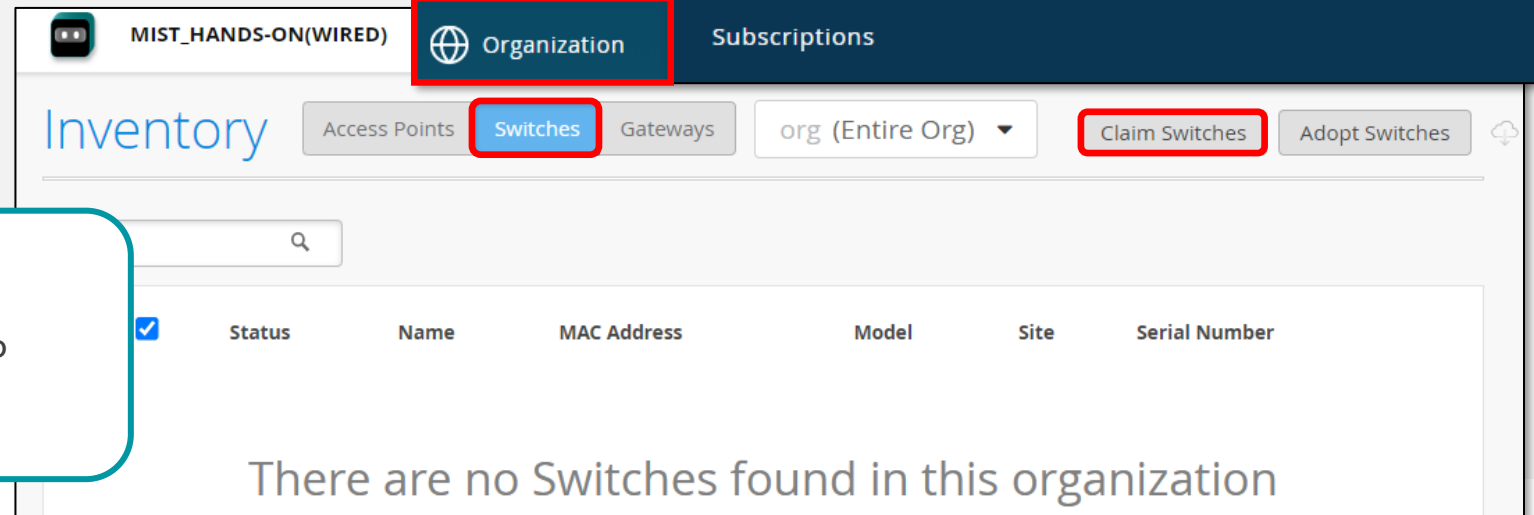 MIST_HANDS-ON(WIRED) Organization Subscriptions
Inventory Access Points Switches Gateways org (Entire Org) Claim Switches Adopt Switches
Status Name MAC Address Model Site Serial Number
There are no Switches found in this organization